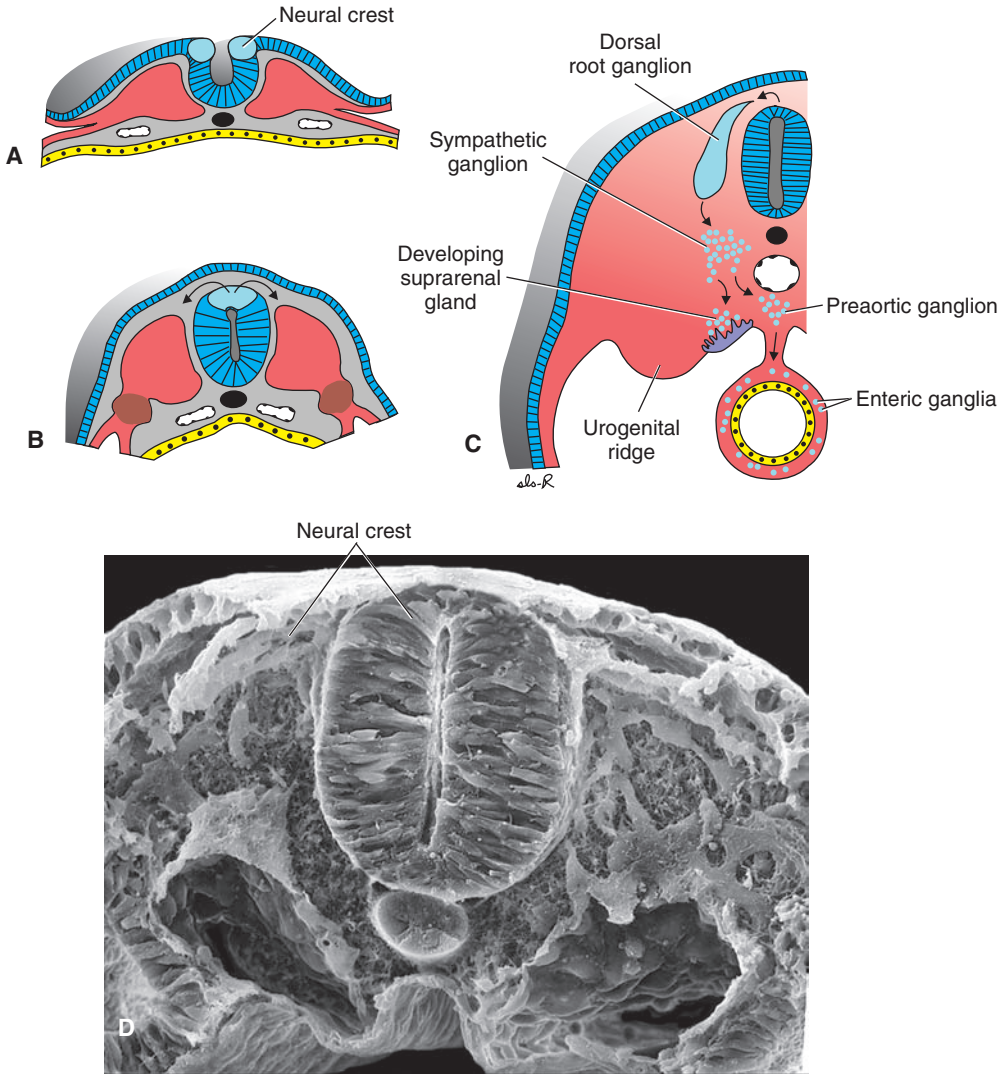 Neural crest
A
B
Dorsal
root ganglion
Sympathetic
ganglion
Developing
suprarenal
gland
Preaortic ganglion
Enteric ganglia
Urogenital
ridge
C
sls-R
Neural crest
D